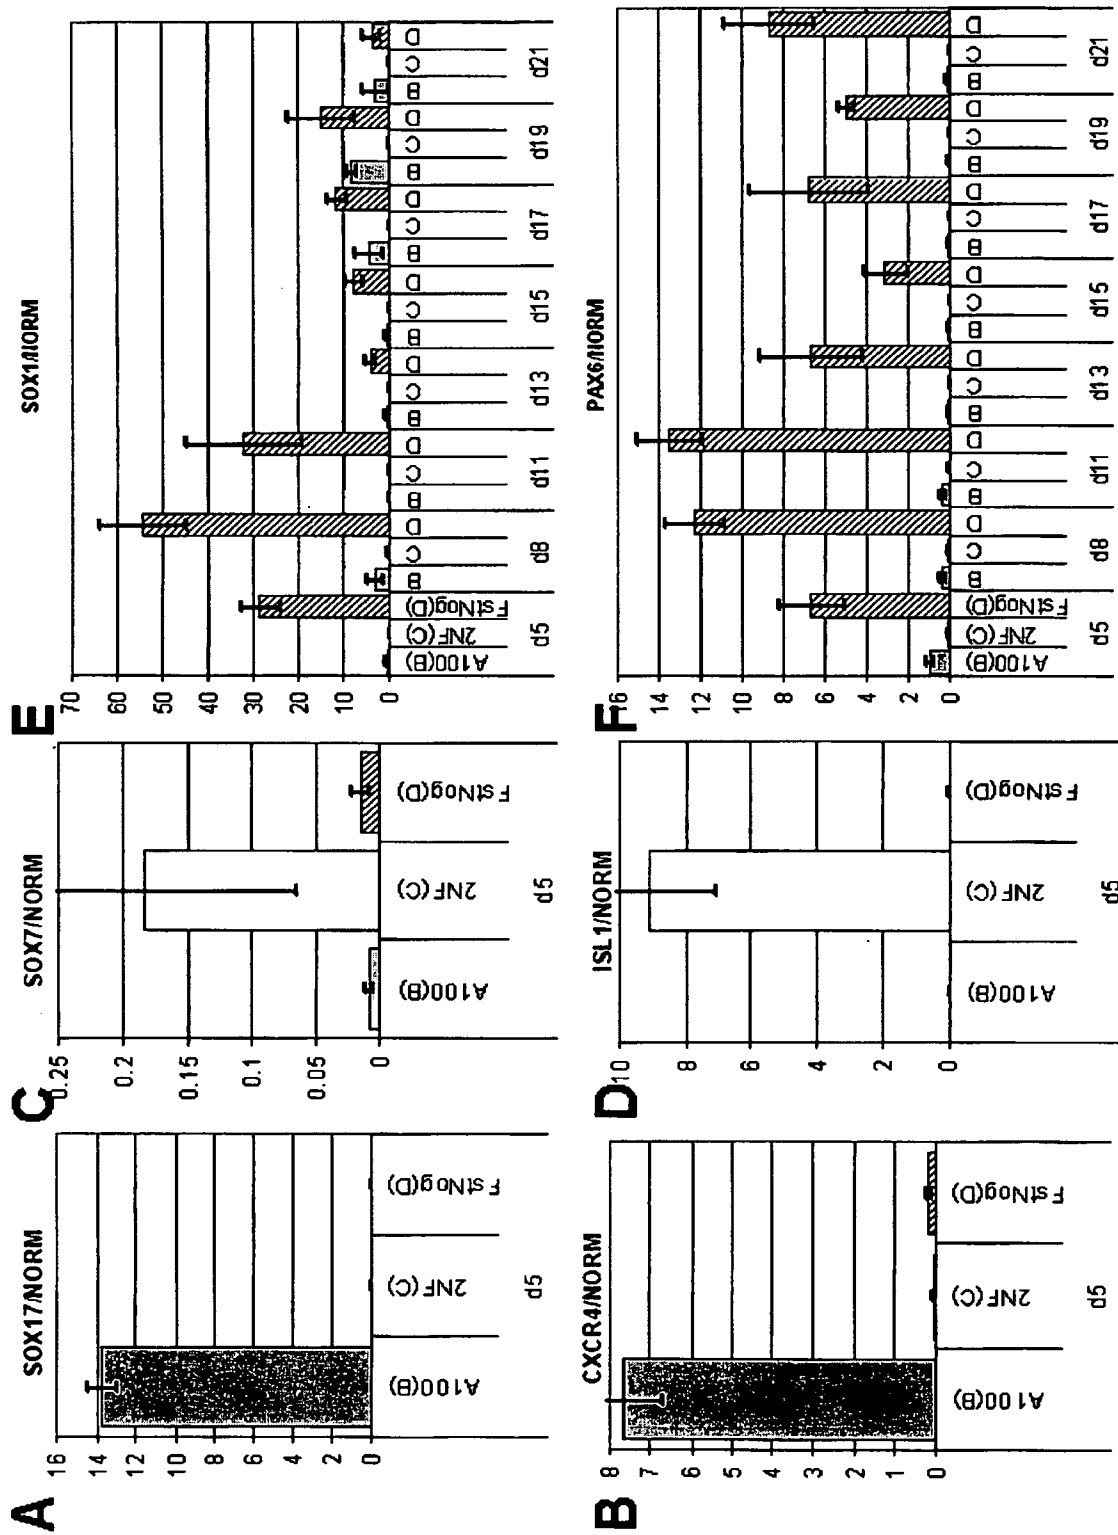 A
SOX17/NORM
16
14
12
10
8
6
4
2
0
A100(B)
2NF(C)
FstNog(D)
d5
B
CXCR4/NORM
8
7
6
5
4
3
2
1
0
A100(B)
2NF(C)
FstNog(D)
d5
C
SOX7/NORM
0.25
0.2
0.15
0.1
0.05
0
A100(B)
2NF(C)
FstNog(D)
d5
D
ISL1/NORM
10
8
6
4
2
0
A100(B)
2NF(C)
FstNog(D)
d5
E
SOX1/NORM
70
60
50
40
30
20
10
0
A100(B) 2NF(C) FstNog(D) B C D B C D B C D B C D B C D B C D B C D
d5 d8 d11 d13 d15 d17 d19 d21
F
PAX6/NORM
16
14
12
10
8
6
4
2
0
A100(B) 2NF(C) FstNog(D) B C D B C D B C D B C D B C D B C D B C D
d5 d8 d11 d13 d15 d17 d19 d21